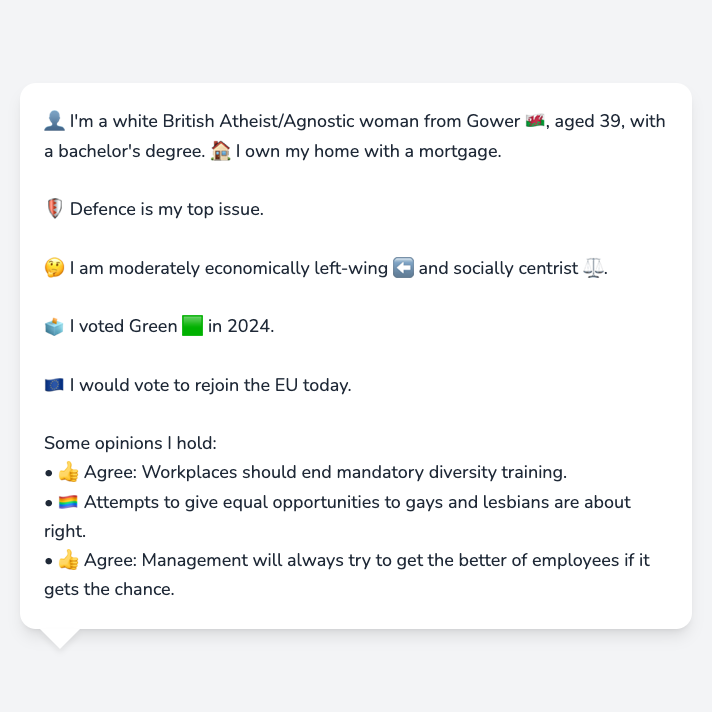 👤 I'm a white British Atheist/Agnostic woman from Gower 🏴󠁧󠁢󠁷󠁬󠁳󠁿, aged 39, with
a bachelor's degree. 🏠 I own my home with a mortgage.
🛡️ Defence is my top issue.
🤔 I am moderately economically left-wing ⬅️ and socially centrist ⚖️.
🗳️ I voted Green 🟩 in 2024.
🇪🇺 I would vote to rejoin the EU today.
Some opinions I hold:
• 👍 Agree: Workplaces should end mandatory diversity training.
• 🏳️‍🌈 Attempts to give equal opportunities to gays and lesbians are about
right.
• 👍 Agree: Management will always try to get the better of employees if it
gets the chance.